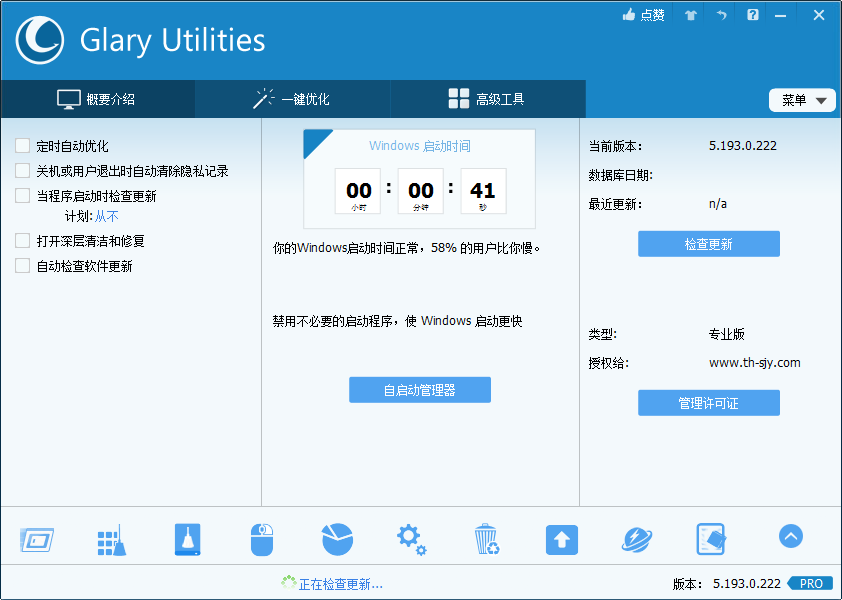 点赞
Glary Utilities
概要介绍
一键优化
高级工具
菜单
定时自动优化
关机或用户退出时自动清除隐私记录
当程序启动时检查更新
计划:从不
打开深层清洁和修复
自动检查软件更新
Windows 启动时间
00 : 00 : 41
小时 分钟 秒
你的Windows启动时间正常，58% 的用户比你慢。
禁用不必要的启动程序，使 Windows 启动更快
自启动管理器
当前版本: 5.193.0.222
数据库日期:
最近更新: n/a
检查更新
类型: 专业版
授权给: www.th-sjy.com
管理许可证
正在检查更新...
版本: 5.193.0.222 PRO